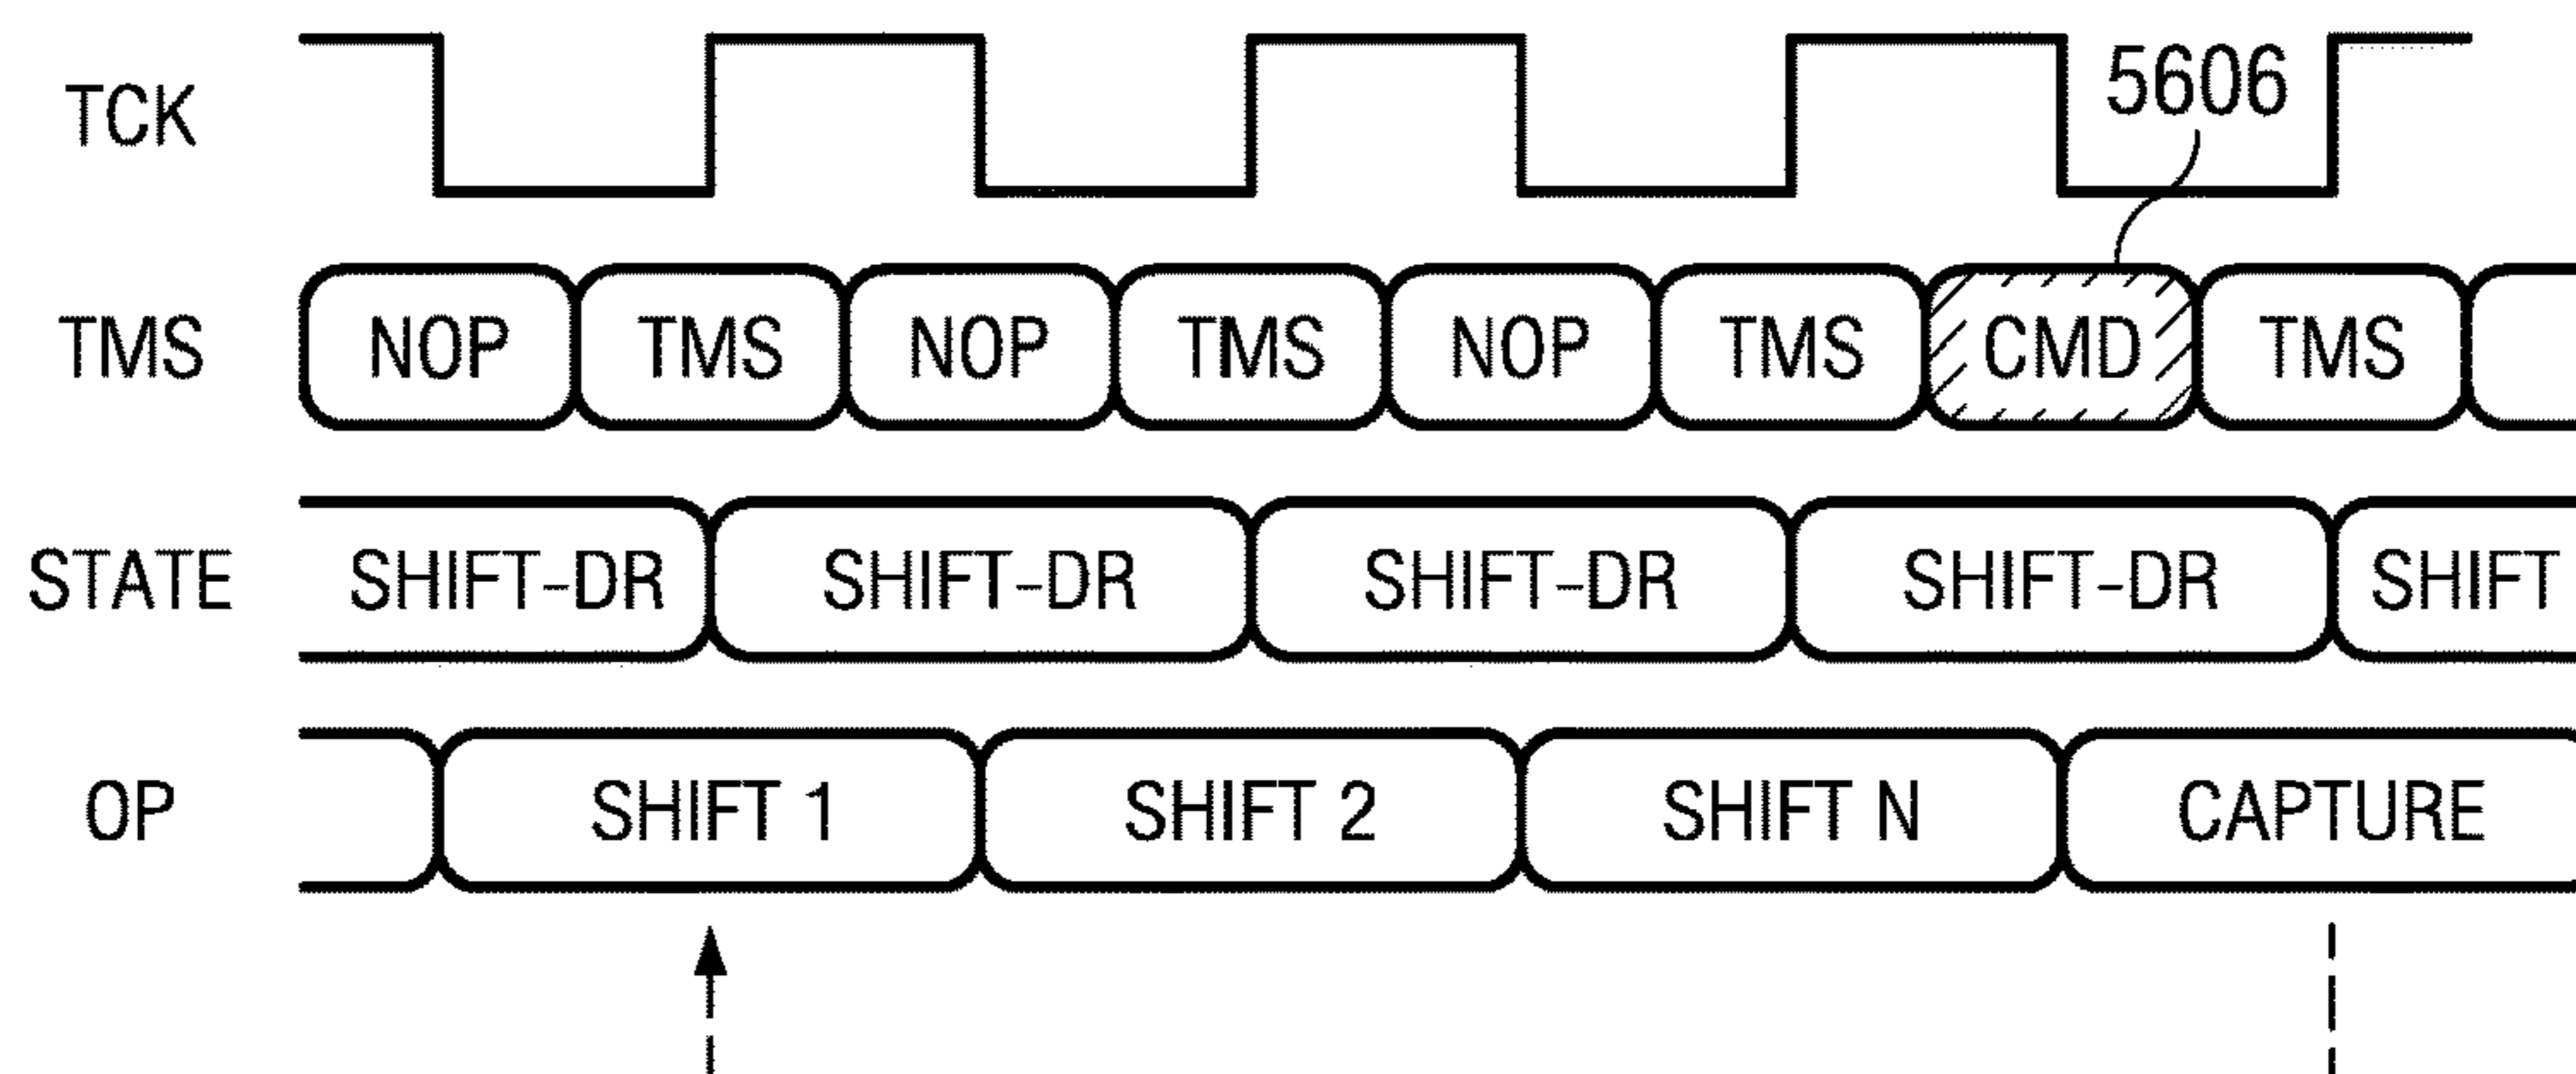 TCK 5606
TMS NOP TMS NOP TMS NOP TMS CMD TMS
STATE SHIFT-DR SHIFT-DR SHIFT-DR SHIFT-DR SHIFT
OP SHIFT 1 SHIFT 2 SHIFT N CAPTURE